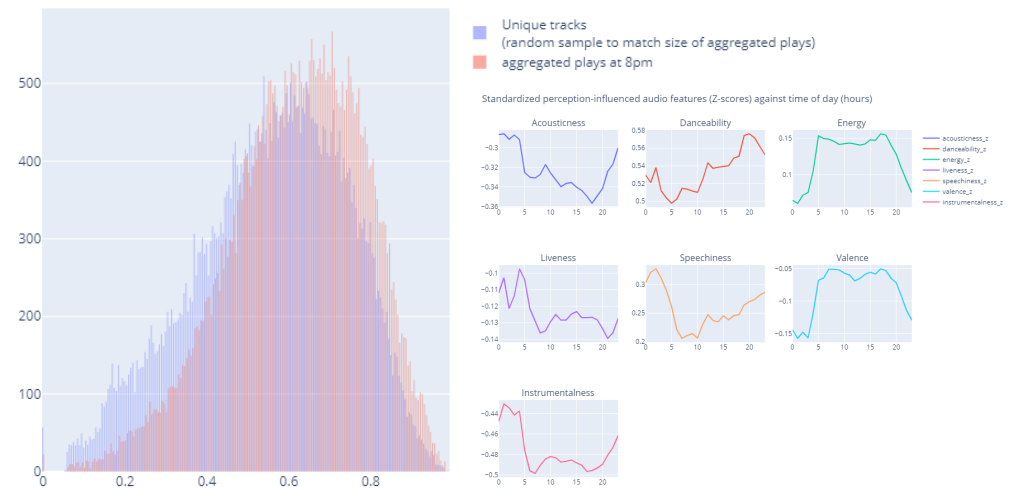 Unique tracks
(random sample to match size of aggregated plays)
aggregated plays at 8pm
500
400
300
200
100
0
0 0.2 0.4 0.6 0.8
Standardized perception-influenced audio features (Z-scores) against time of day (hours)
Acousticness
−0.3
−0.32
−0.34
−0.36
0 5 10 15 20
Danceability
0.58
0.56
0.54
0.52
0.5
0 5 10 15 20
Energy
0.15
0.1
0 5 10 15 20
acousticness_z
danceability_z
energy_z
liveness_z
speechiness_z
valence_z
instrumentalness_z
Liveness
−0.1
−0.11
−0.12
−0.13
−0.14
0 5 10 15 20
Speechiness
0.3
0.25
0.2
0 5 10 15 20
Valence
−0.05
−0.1
−0.15
0 5 10 15 20
Instrumentalness
−0.44
−0.46
−0.48
−0.5
0 5 10 15 20